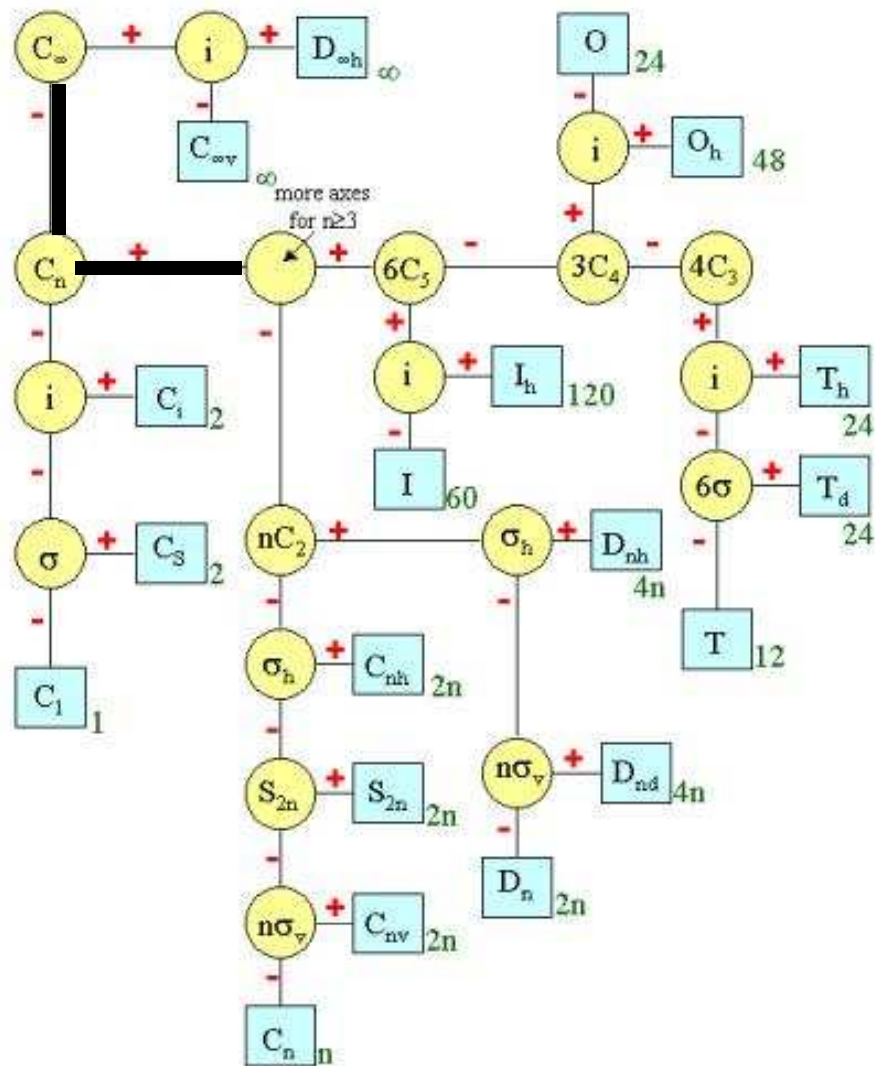 C∞ + i + D∞h ∞
- -
C∞v ∞
O 24
-
i + Oh 48
+
more axes
for n≥3
Cn + + 6C5 - 3C4 - 4C3
- - + +
i + Ci 2
i + Ih 120
i + Th 24
- - -
I 60
6σ + Td 24
-
T 12
σ + CS 2
-
C1 1
nC2 + σh + Dnh 4n
- -
σh + Cnh 2n
-
S2n + S2n 2n
nσv + Dnd 4n
- -
Dn 2n
nσv + Cnv 2n
-
Cn n